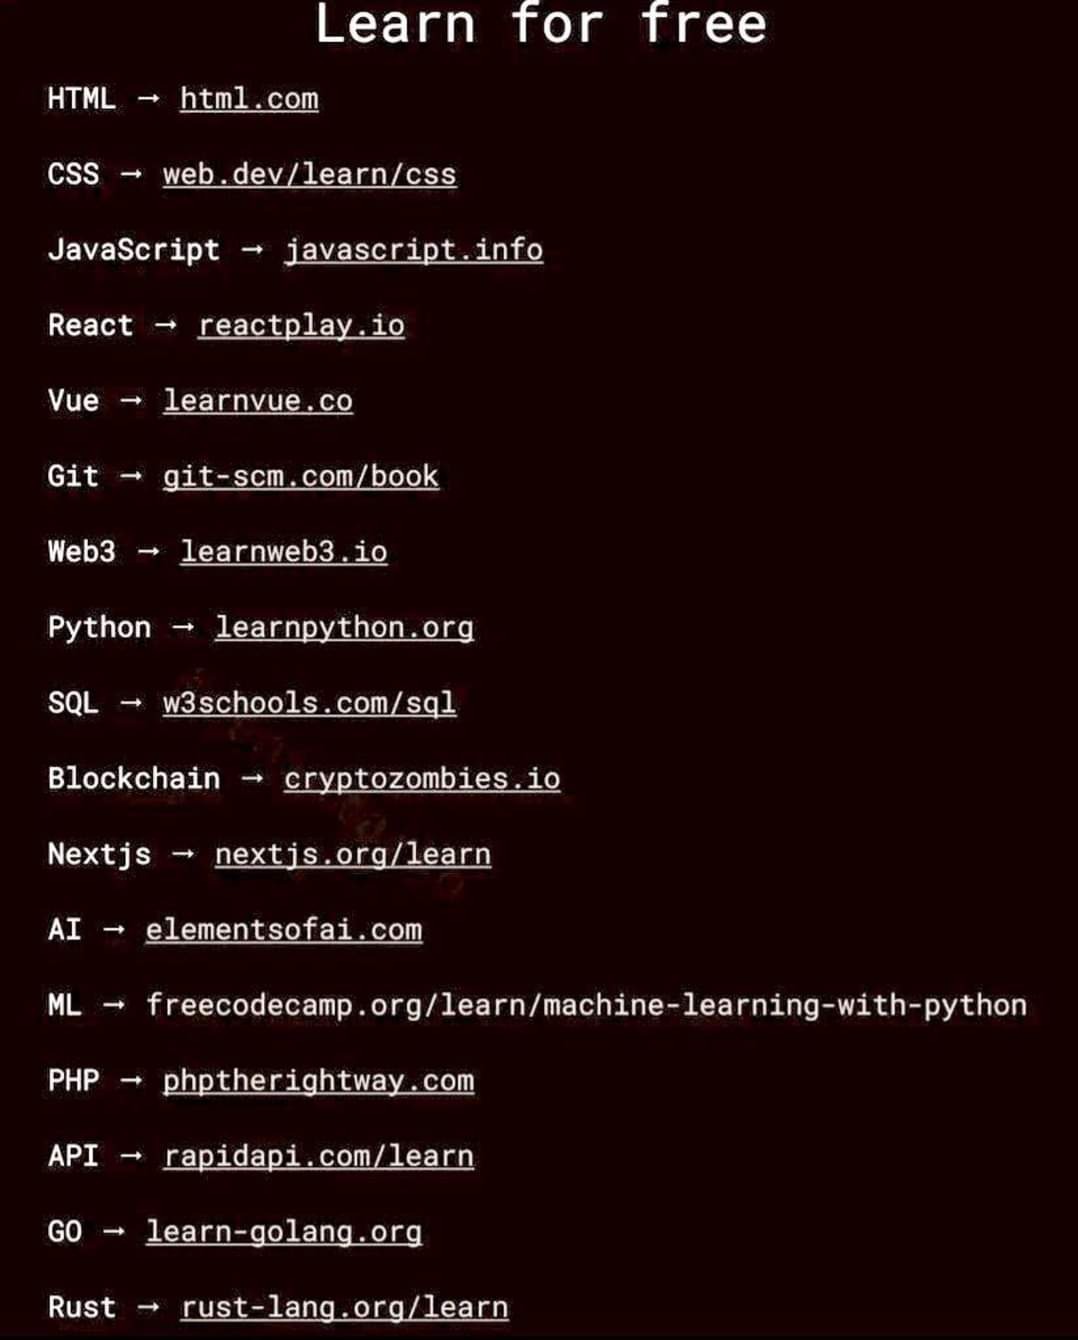 Learn for free
HTML → html.com
CSS → web.dev/learn/css
JavaScript → javascript.info
React → reactplay.io
Vue → learnvue.co
Git → git-scm.com/book
Web3 → learnweb3.io
Python → learnpython.org
SQL → w3schools.com/sql
Blockchain → cryptozombies.io
Nextjs → nextjs.org/learn
AI → elementsofai.com
ML → freecodecamp.org/learn/machine-learning-with-python
PHP → phptherightway.com
API → rapidapi.com/learn
GO → learn-golang.org
Rust → rust-lang.org/learn